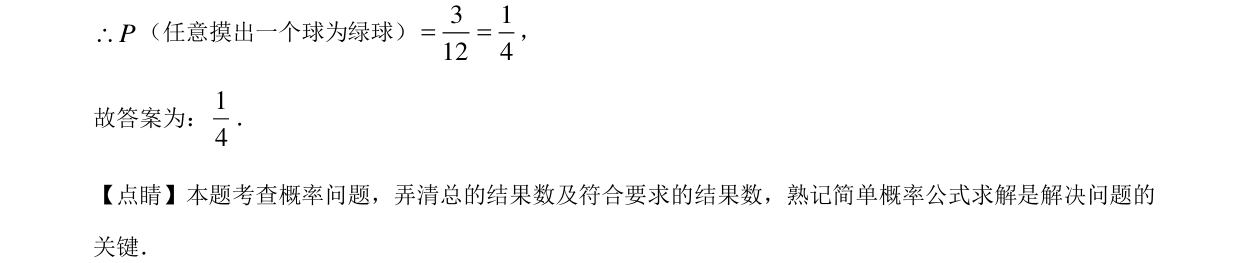 ∴P（任意摸出一个球为绿球）=3/12=1/4，
故答案为：1/4．
【点睛】本题考查概率问题，弄清总的结果数及符合要求的结果数，熟记简单概率公式求解是解决问题的
关键．